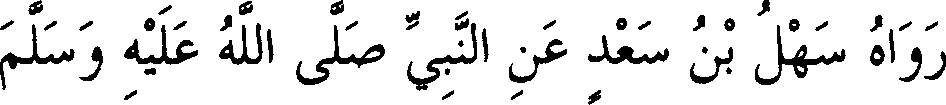 رَوَاهُ سَهْلُ بْنُ سَعْدٍ عَنِ النَّبِيِّ صَلَّى اللَّهُ عَلَيْهِ وَسَلَّمَ